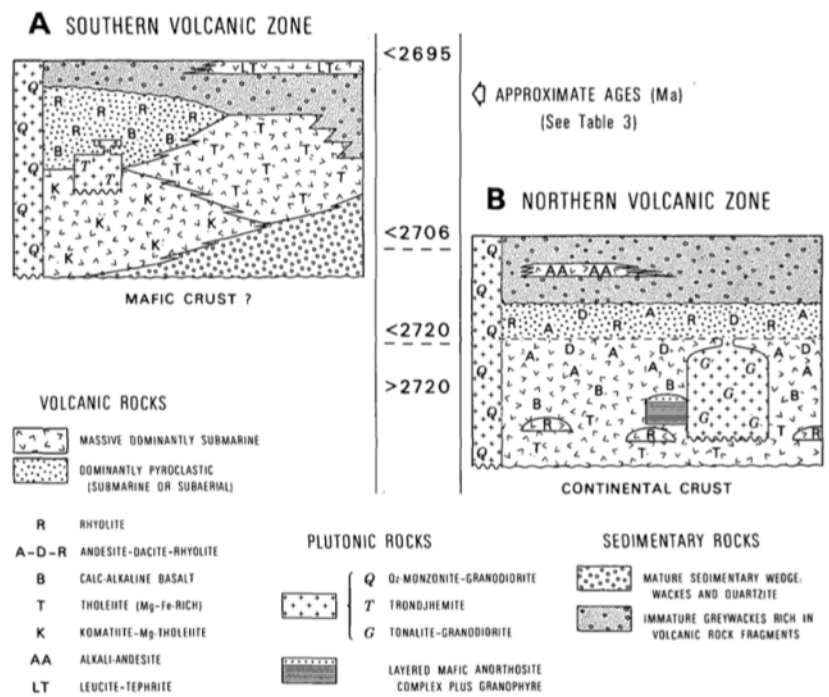 A SOUTHERN VOLCANIC ZONE
LT LT
Q R R R R T
Q B R B B T T T
B T T T T T
Q K K T T T
Q K K K
Q K K
MAFIC CRUST ?
<2695
<2706
<2720
>2720
APPROXIMATE AGES (Ma)
(See Table 3)
B NORTHERN VOLCANIC ZONE
Q AA AA
Q R A D R A R D R A
Q A D A D G G A D
A A B G A
Q B B G B
R T R G G T R
Q T T T
CONTINENTAL CRUST
VOLCANIC ROCKS
MASSIVE DOMINANTLY SUBMARINE
DOMINANTLY PYROCLASTIC
(SUBMARINE OR SUBAERIAL)
R RHYOLITE
A-D-R ANDESITE-DACITE-RHYOLITE
B CALC-ALKALINE BASALT
T THOLEIITE (Mg-Fe-RICH)
K KOMATIITE-Mg-THOLEIITE
AA ALKALI-ANDESITE
LT LEUCITE-TEPHRITE
PLUTONIC ROCKS
Q Qz-MONZONITE-GRANODIORITE
T TRONDJHEMITE
G TONALITE-GRANODIORITE
LAYERED MAFIC ANORTHOSITE
COMPLEX PLUS GRANOPHYRE
SEDIMENTARY ROCKS
MATURE SEDIMENTARY WEDGE:
WACKES AND QUARTZITE
IMMATURE GREYWACKES RICH IN
VOLCANIC ROCK FRAGMENTS